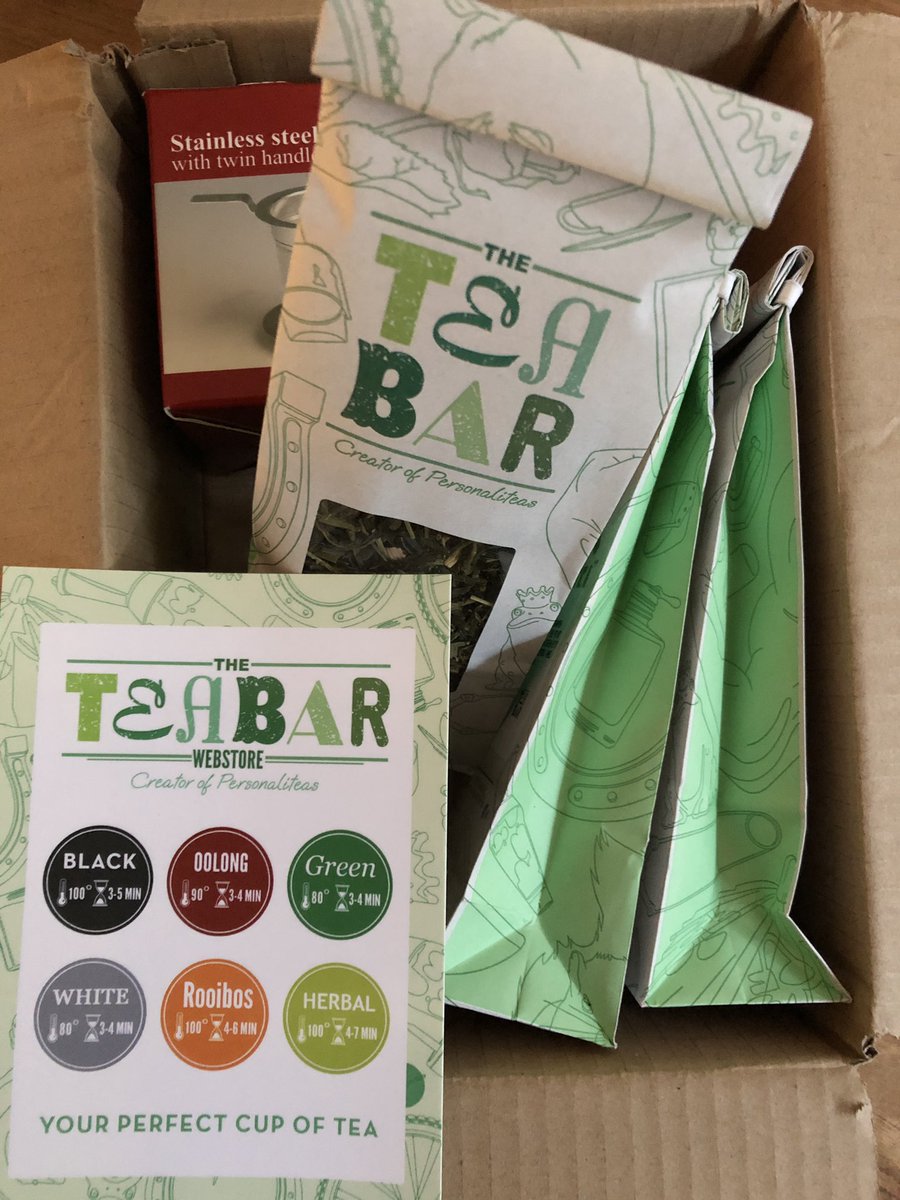 Stainless steel
with twin handle
THE
TEA
BAR
Creator of Personaliteas
THE
TEABAR
WEBSTORE
Creator of Personaliteas
BLACK
100° 3-5 MIN
OOLONG
90° 3-4 MIN
Green
80° 3-4 MIN
WHITE
80° 3-4 MIN
Rooibos
100° 4-6 MIN
HERBAL
100° 4-7 MIN
YOUR PERFECT CUP OF TEA